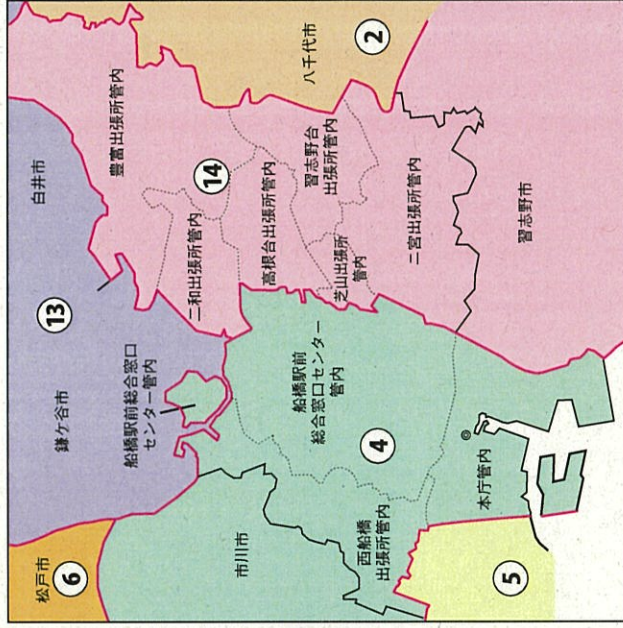 松戸市
⑥
鎌ケ谷市
⑬
白井市
船橋駅前総合窓口
センター管内
豊富出張所管内
⑭
二和出張所管内
八千代市
②
高根台出張所管内
習志野台
出張所管内
芝山出張所
管内
二宮出張所管内
習志野市
市川市
船橋駅前
総合窓口センター
管内
④
西船橋
出張所管内
本庁管内
◎
⑤